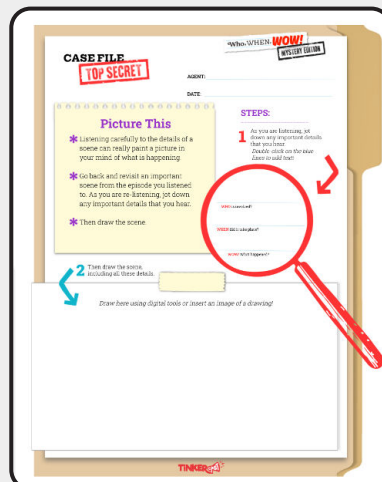 "Who, WHEN, WOW!
MYSTERY EDITION
CASE FILE
TOP SECRET
AGENT:
DATE:
Picture This
Listening carefully to the details of a
scene can really paint a picture in
your mind of what is happening.
Go back and revisit an important
scene from the episode you listened
to. As you are re-listening, jot down
any important details that you hear.
Then draw the scene.
STEPS:
1 As you are listening, jot
down any important details
that you hear.
Double-click on the blue
lines to add text!
WHO is involved?
WHEN did it take place?
WOW! What happened?
2 Then draw the scene,
including all these details.
Draw here using digital tools or insert an image of a drawing!
TINKER